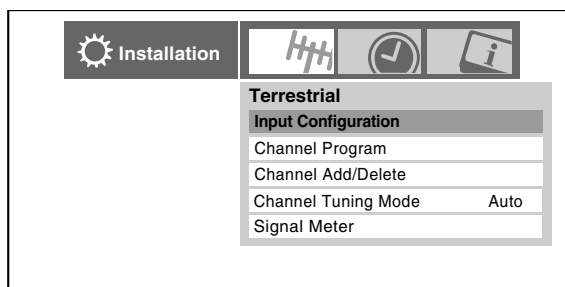 Installation
Terrestrial
Input Configuration
Channel Program
Channel Add/Delete
Channel Tuning Mode Auto
Signal Meter